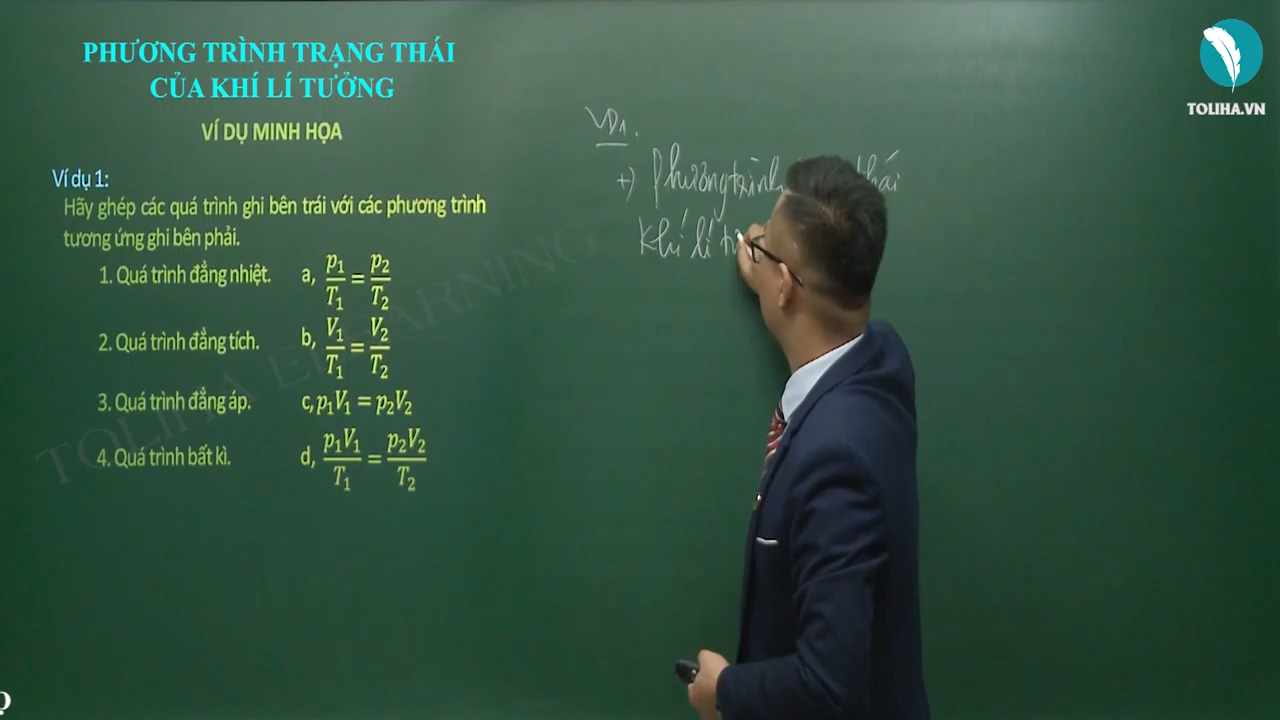 PHƯƠNG TRÌNH TRẠNG THÁI
CỦA KHÍ LÍ TƯỞNG
VÍ DỤ MINH HỌA
Ví dụ 1:
Hãy ghép các quá trình ghi bên trái với các phương trình
tương ứng ghi bên phải.
1. Quá trình đẳng nhiệt. a, p₁/T₁ = p₂/T₂
2. Quá trình đẳng tích. b, V₁/T₁ = V₂/T₂
3. Quá trình đẳng áp. c, p₁V₁ = p₂V₂
4. Quá trình bất kì. d, p₁V₁/T₁ = p₂V₂/T₂
TOLIHA ELEARNING
VD1.
+) Phương trình thái
khí lí
TOLIHA.VN